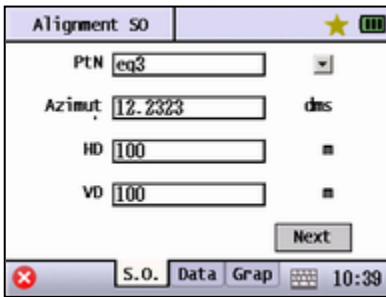 Alignment SO
PtN eq3
Azimut 12.2323 dms
HD 100 m
VD 100 m
Next
S.O. Data Grap 10:39